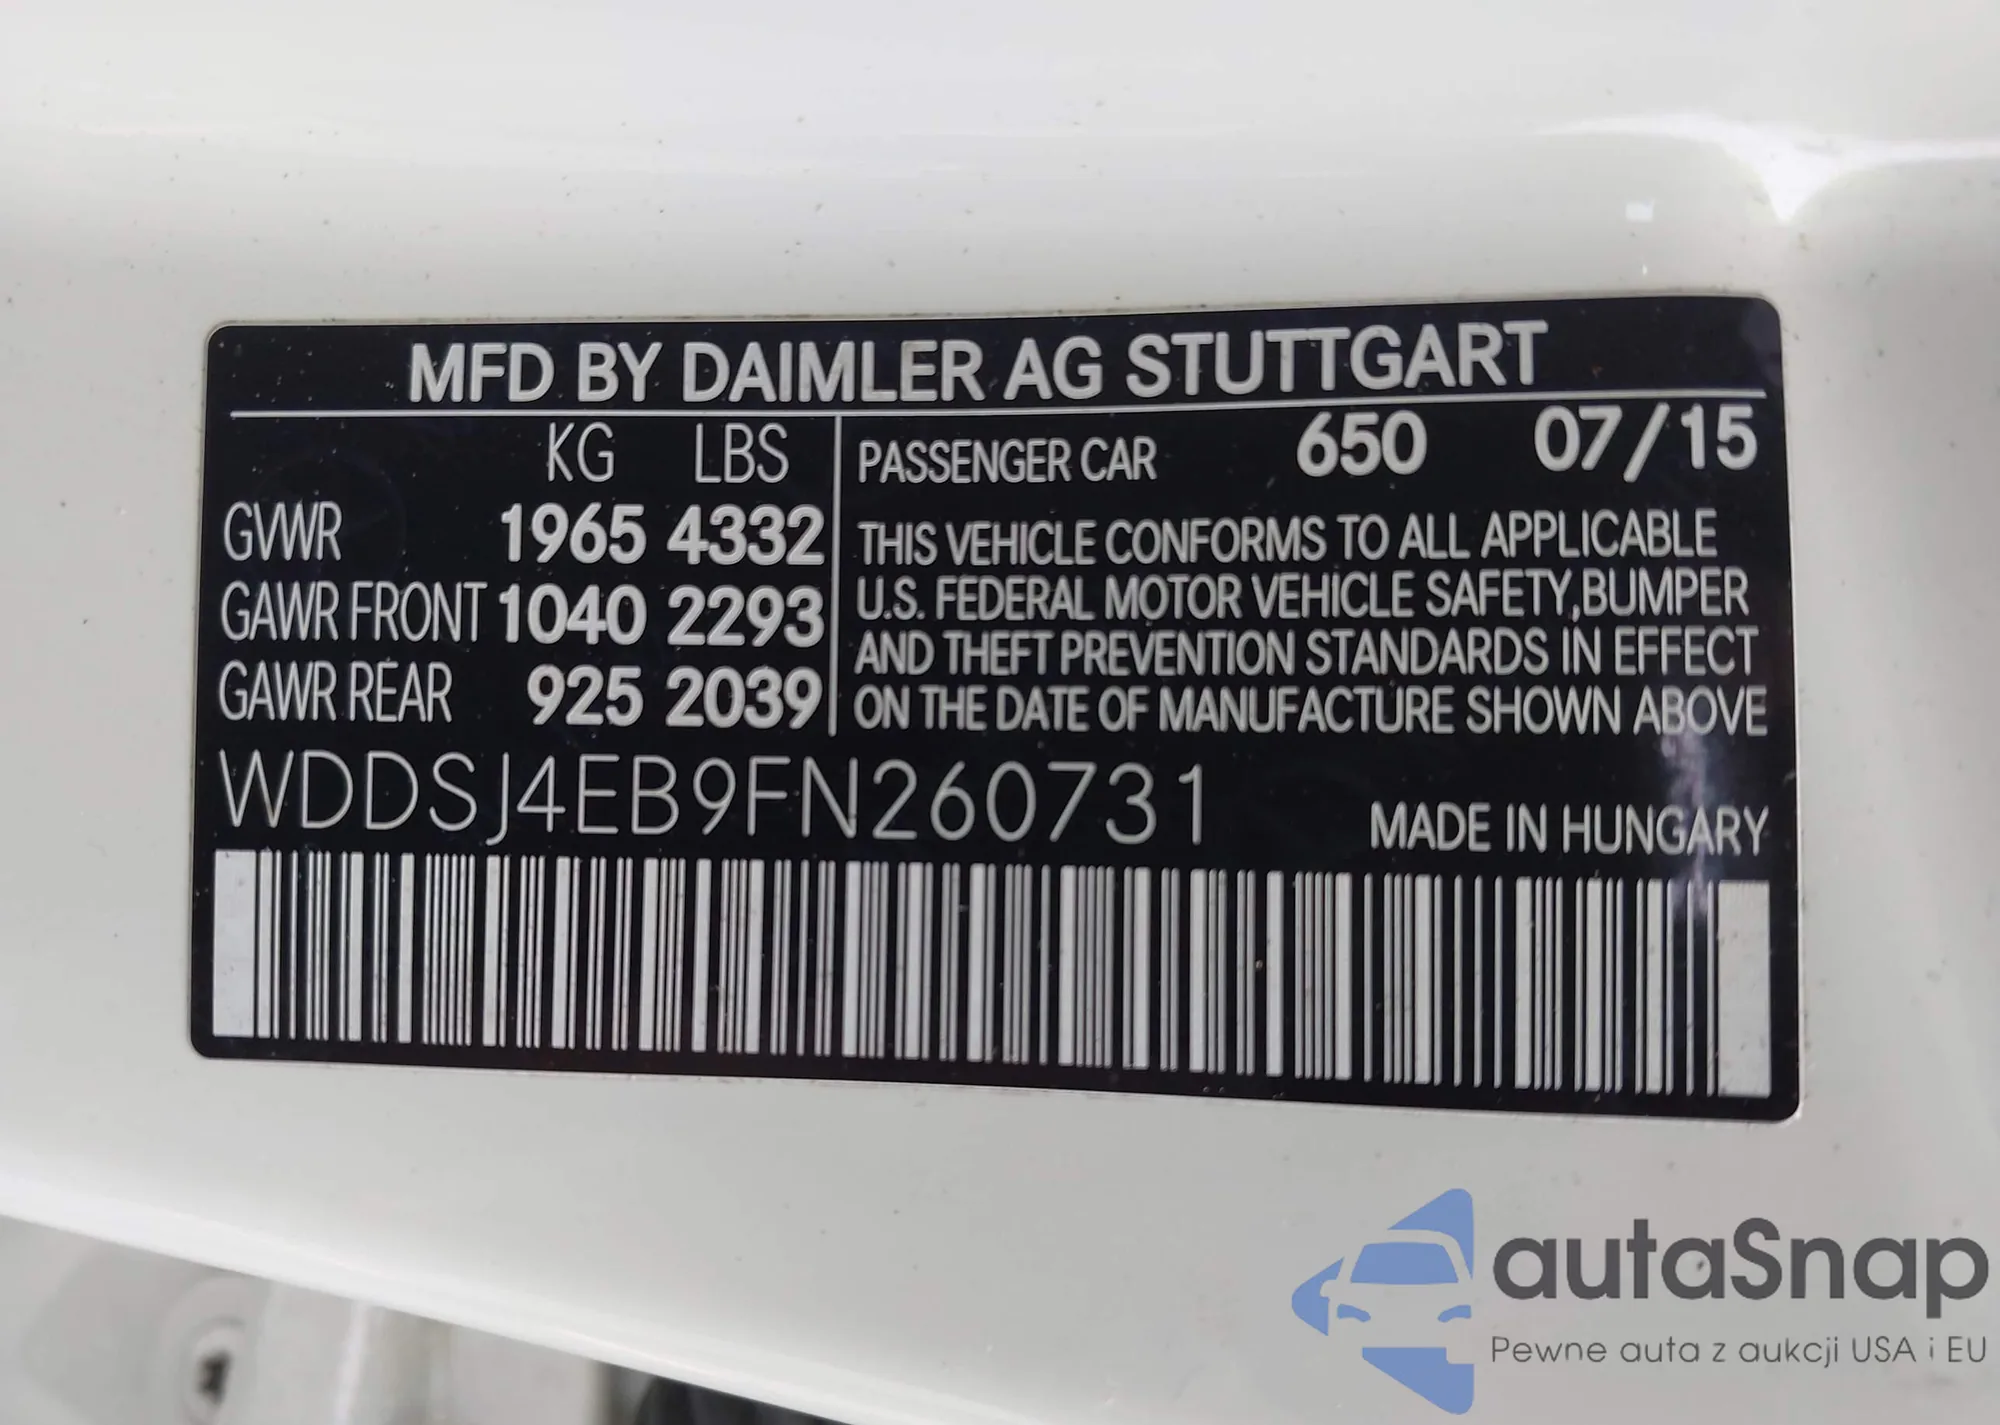 MFD BY DAIMLER AG STUTTGART
KG LBS
GVWR 1965 4332
GAWR FRONT 1040 2293
GAWR REAR 925 2039
PASSENGER CAR 650 07/15
THIS VEHICLE CONFORMS TO ALL APPLICABLE
U.S. FEDERAL MOTOR VEHICLE SAFETY,BUMPER
AND THEFT PREVENTION STANDARDS IN EFFECT
ON THE DATE OF MANUFACTURE SHOWN ABOVE
WDDSJ4EB9FN260731
MADE IN HUNGARY
autaSnap
Pewne auta z aukcji USA i EU